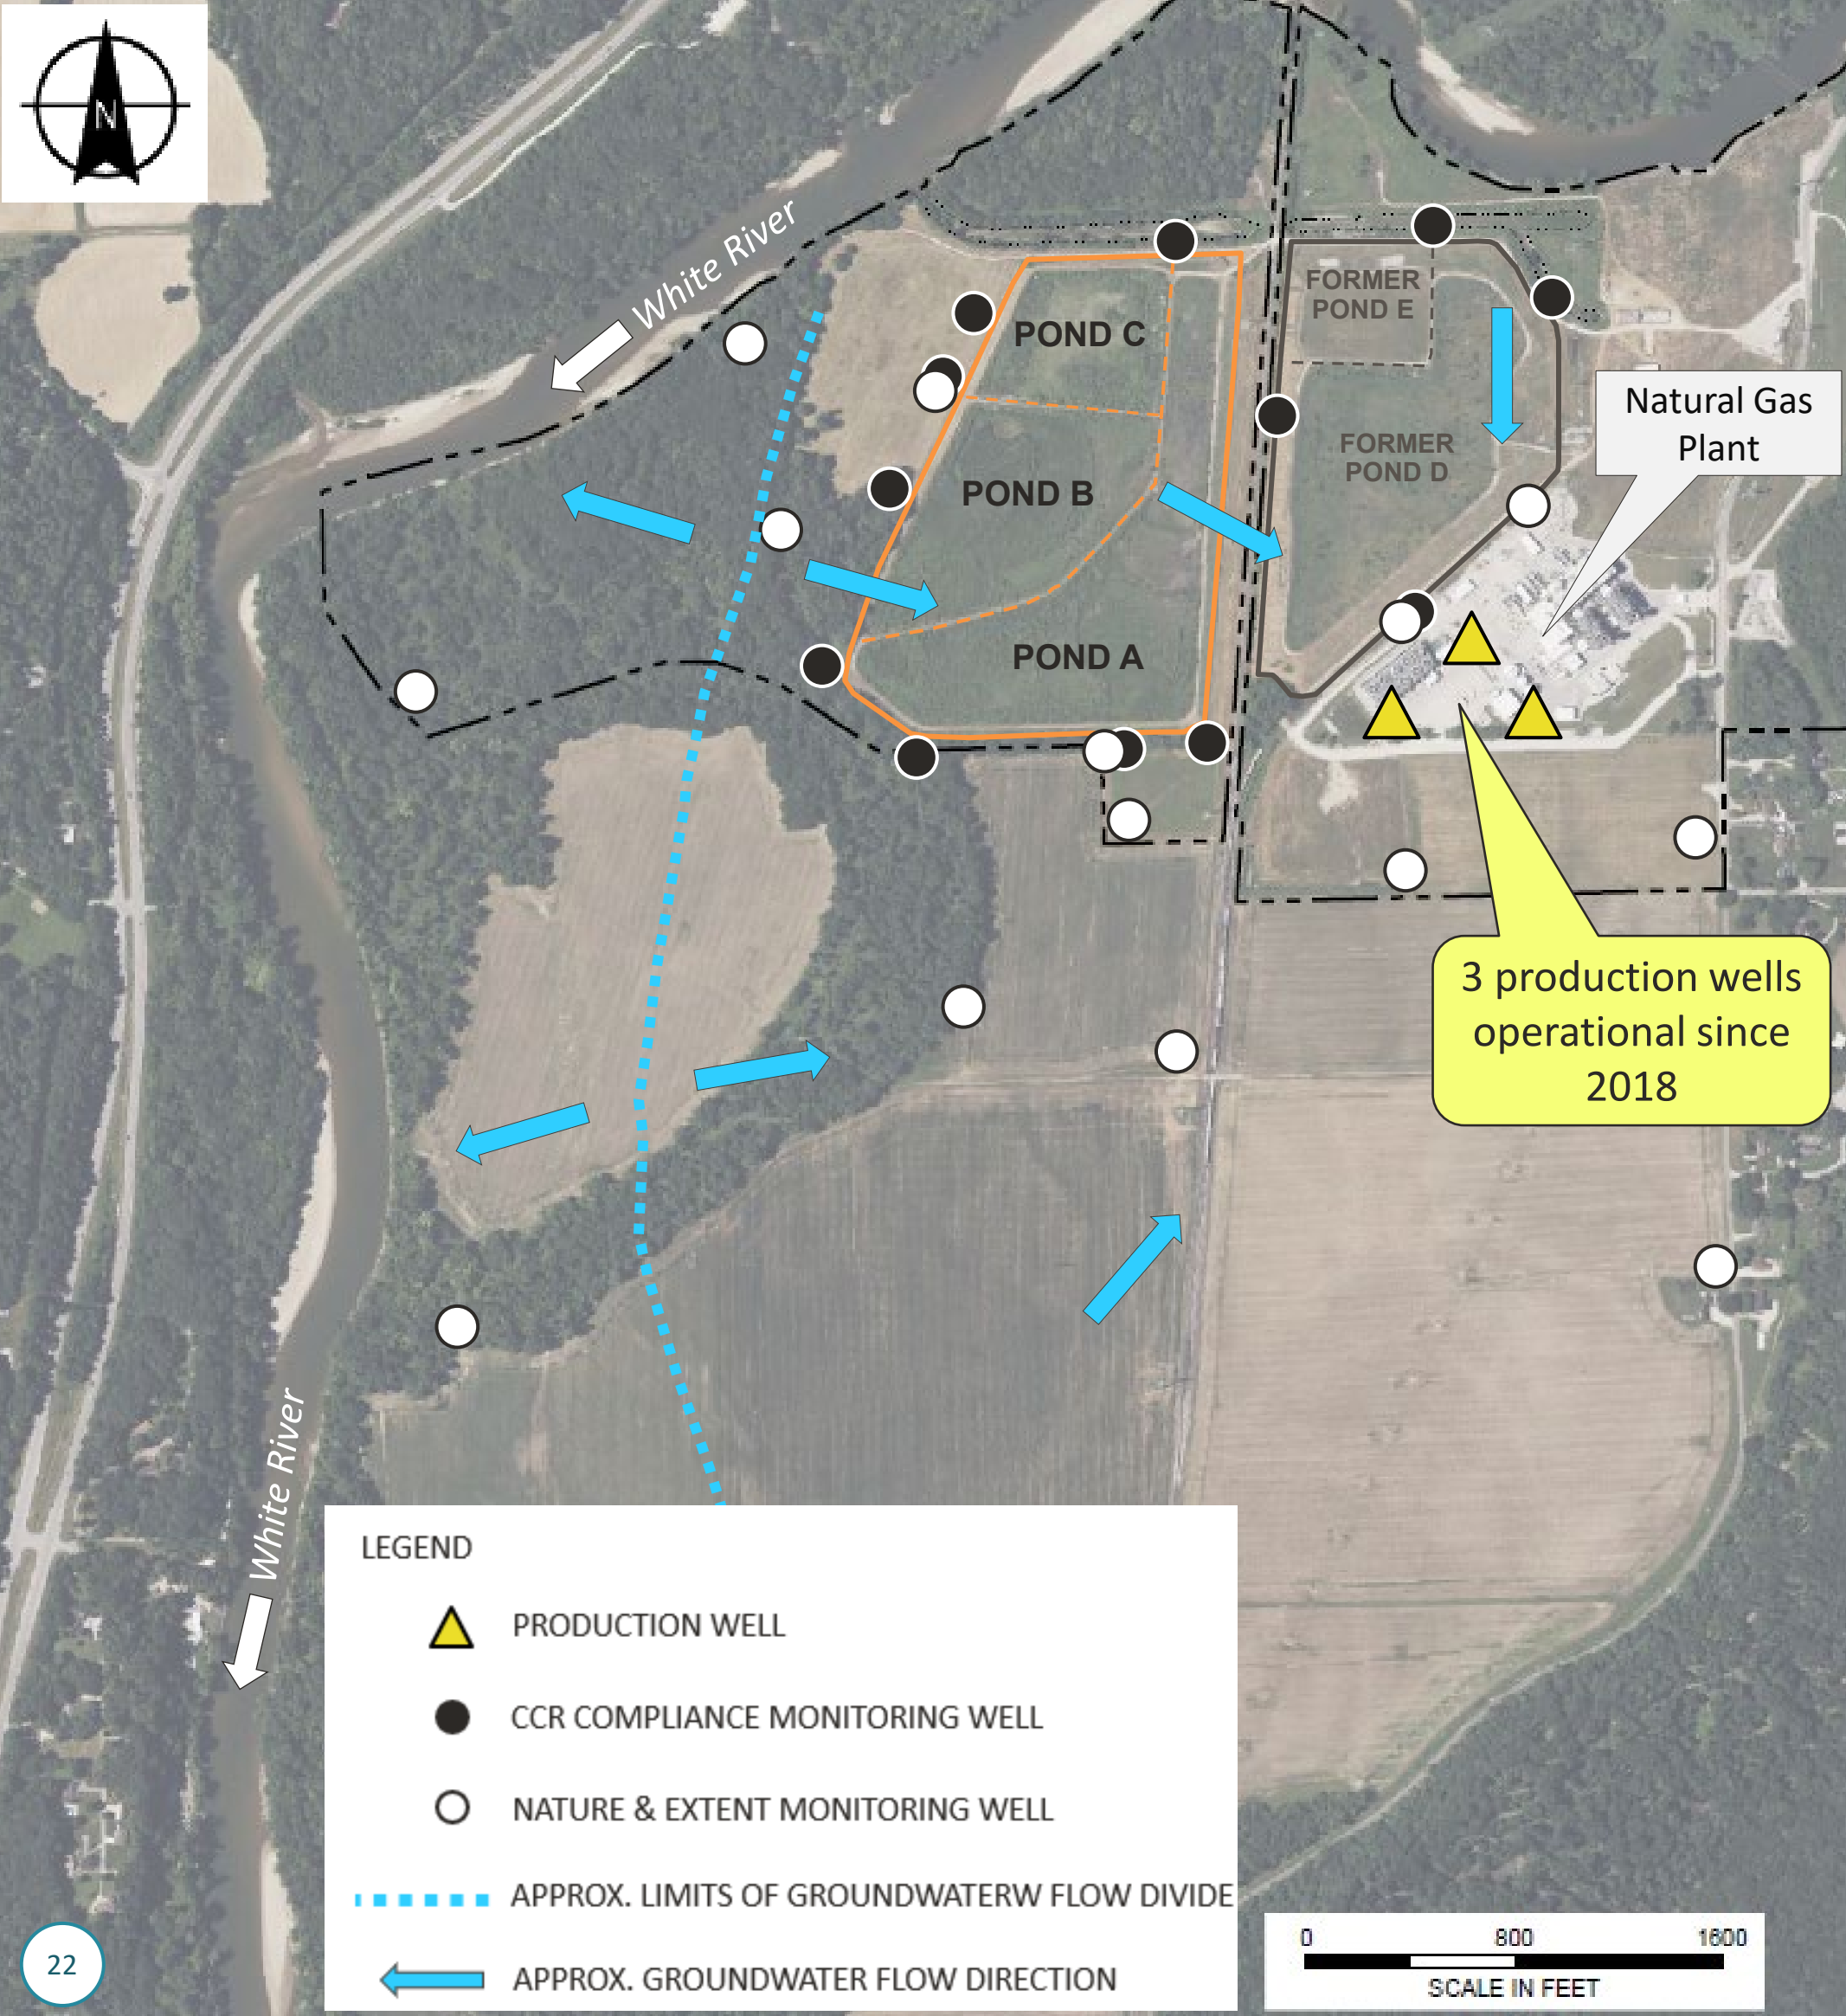 N
White River
POND C
FORMER
POND E
Natural Gas
Plant
FORMER
POND D
POND B
POND A
3 production wells
operational since
2018
White River
LEGEND
PRODUCTION WELL
CCR COMPLIANCE MONITORING WELL
NATURE & EXTENT MONITORING WELL
APPROX. LIMITS OF GROUNDWATERW FLOW DIVIDE
APPROX. GROUNDWATER FLOW DIRECTION
0 800 1600
SCALE IN FEET
22